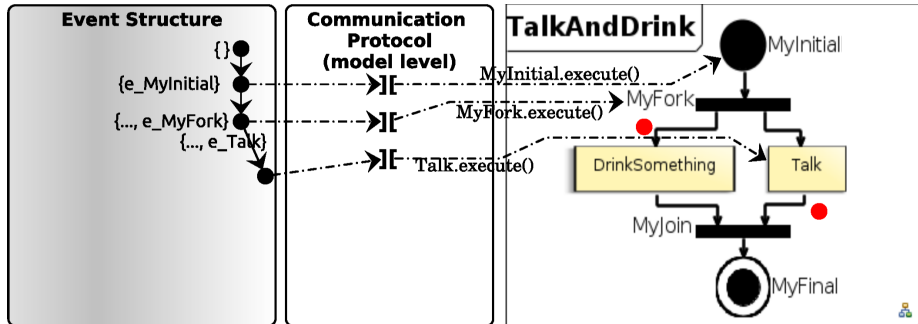 Event Structure
{}
{e_MyInitial}
{..., e_MyFork}
{..., e_Talk}
Communication
Protocol
(model level)
][
][
][
MyInitial.execute()
MyFork.execute()
Talk.execute()
TalkAndDrink
MyInitial
MyFork
DrinkSomething
Talk
MyJoin
MyFinal